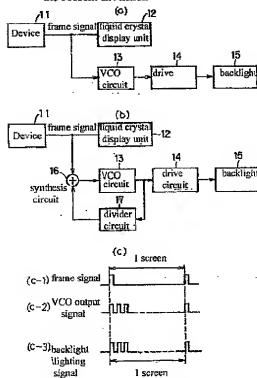 (a)
11
Device
frame signal
12
liquid crystal
display unit
13
VCO
circuit
14
drive
15
backlight
(b)
11
Device
frame signal
liquid crystal
display unit
12
16
synthesis
circuit
13
VCO
circuit
14
drive
circuit
15
backlight
17
divider
circuit
(c)
1 screen
(c-1) frame signal
(c-2) VCO output
signal
(c-3) backlight
lighting
signal
1 screen